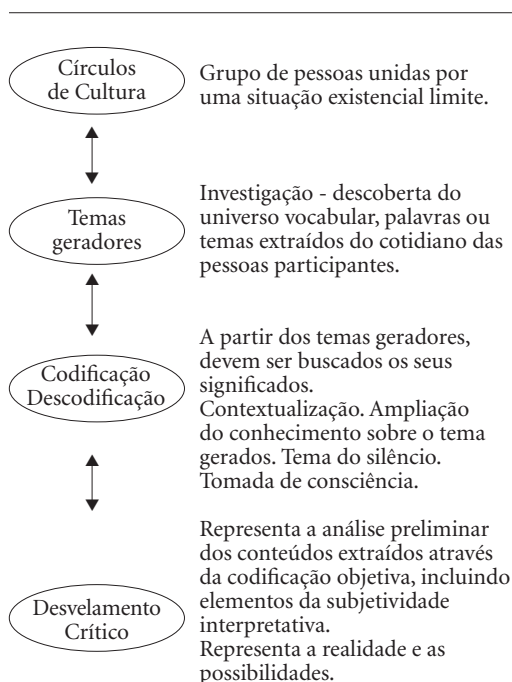 Círculos
de Cultura
Grupo de pessoas unidas por
uma situação existencial limite.
Temas
geradores
Investigação - descoberta do
universo vocabular, palavras ou
temas extraídos do cotidiano das
pessoas participantes.
Codificação
Descodificação
A partir dos temas geradores,
devem ser buscados os seus
significados.
Contextualização. Ampliação
do conhecimento sobre o tema
gerados. Tema do silêncio.
Tomada de consciência.
Desvelamento
Crítico
Representa a análise preliminar
dos conteúdos extraídos através
da codificação objetiva, incluindo
elementos da subjetividade
interpretativa.
Representa a realidade e as
possibilidades.